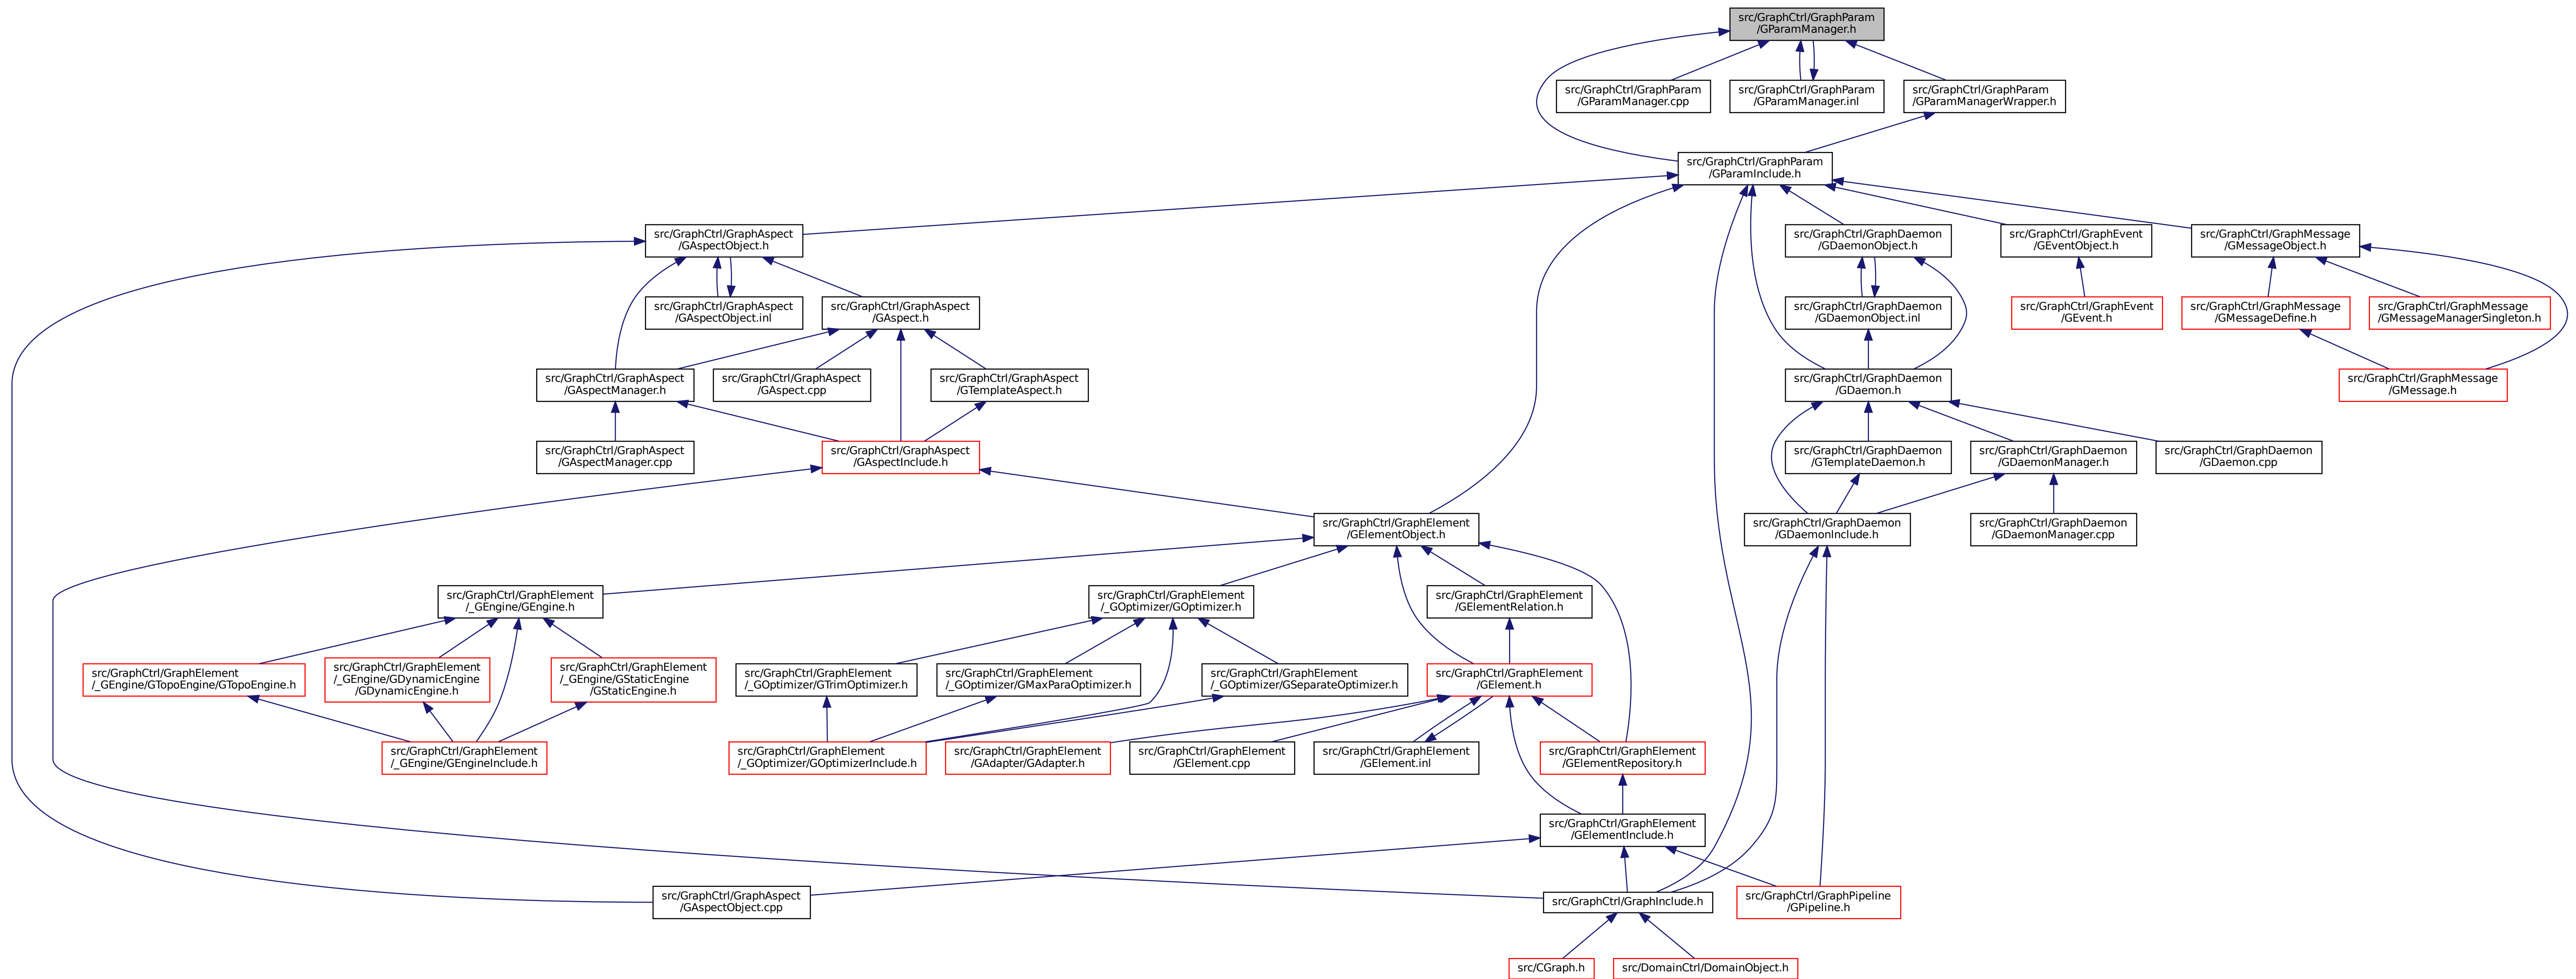 src/GraphCtrl/GraphParam
/GParamManager.h
src/GraphCtrl/GraphParam
/GParamManager.cpp
src/GraphCtrl/GraphParam
/GParamManager.inl
src/GraphCtrl/GraphParam
/GParamManagerWrapper.h
src/GraphCtrl/GraphParam
/GParamInclude.h
src/GraphCtrl/GraphAspect
/GAspectObject.h
src/GraphCtrl/GraphDaemon
/GDaemonObject.h
src/GraphCtrl/GraphEvent
/GEventObject.h
src/GraphCtrl/GraphMessage
/GMessageObject.h
src/GraphCtrl/GraphAspect
/GAspectObject.inl
src/GraphCtrl/GraphAspect
/GAspect.h
src/GraphCtrl/GraphDaemon
/GDaemonObject.inl
src/GraphCtrl/GraphEvent
/GEvent.h
src/GraphCtrl/GraphMessage
/GMessageDefine.h
src/GraphCtrl/GraphMessage
/GMessageManagerSingleton.h
src/GraphCtrl/GraphAspect
/GAspectManager.h
src/GraphCtrl/GraphAspect
/GAspect.cpp
src/GraphCtrl/GraphAspect
/GTemplateAspect.h
src/GraphCtrl/GraphDaemon
/GDaemon.h
src/GraphCtrl/GraphMessage
/GMessage.h
src/GraphCtrl/GraphAspect
/GAspectManager.cpp
src/GraphCtrl/GraphAspect
/GAspectInclude.h
src/GraphCtrl/GraphDaemon
/GTemplateDaemon.h
src/GraphCtrl/GraphDaemon
/GDaemonManager.h
src/GraphCtrl/GraphDaemon
/GDaemon.cpp
src/GraphCtrl/GraphElement
/GElementObject.h
src/GraphCtrl/GraphDaemon
/GDaemonInclude.h
src/GraphCtrl/GraphDaemon
/GDaemonManager.cpp
src/GraphCtrl/GraphElement
/_GEngine/GEngine.h
src/GraphCtrl/GraphElement
/_GOptimizer/GOptimizer.h
src/GraphCtrl/GraphElement
/GElementRelation.h
src/GraphCtrl/GraphElement
/_GEngine/GTopoEngine/GTopoEngine.h
src/GraphCtrl/GraphElement
/_GEngine/GDynamicEngine
/GDynamicEngine.h
src/GraphCtrl/GraphElement
/_GEngine/GStaticEngine
/GStaticEngine.h
src/GraphCtrl/GraphElement
/_GOptimizer/GTrimOptimizer.h
src/GraphCtrl/GraphElement
/_GOptimizer/GMaxParaOptimizer.h
src/GraphCtrl/GraphElement
/_GOptimizer/GSeparateOptimizer.h
src/GraphCtrl/GraphElement
/GElement.h
src/GraphCtrl/GraphElement
/_GEngine/GEngineInclude.h
src/GraphCtrl/GraphElement
/_GOptimizer/GOptimizerInclude.h
src/GraphCtrl/GraphElement
/GAdapter/GAdapter.h
src/GraphCtrl/GraphElement
/GElement.cpp
src/GraphCtrl/GraphElement
/GElement.inl
src/GraphCtrl/GraphElement
/GElementRepository.h
src/GraphCtrl/GraphElement
/GElementInclude.h
src/GraphCtrl/GraphAspect
/GAspectObject.cpp
src/GraphCtrl/GraphInclude.h
src/GraphCtrl/GraphPipeline
/GPipeline.h
src/CGraph.h
src/DomainCtrl/DomainObject.h